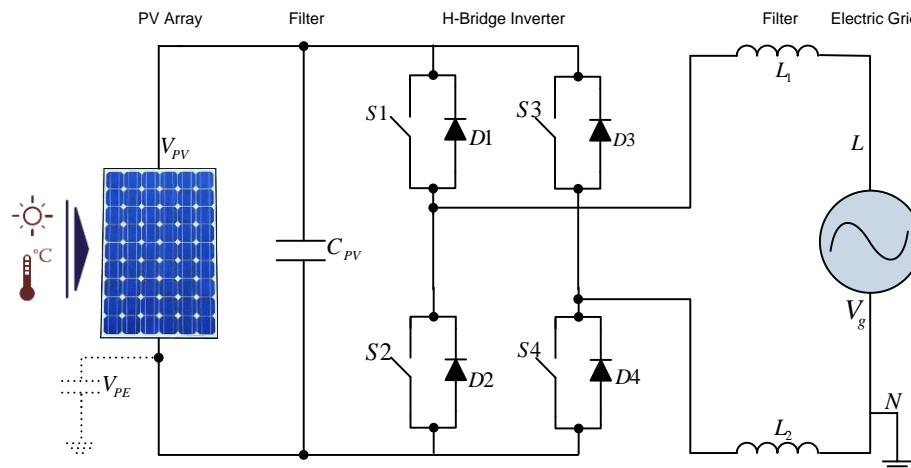 PV Array
Filter
H-Bridge Inverter
Filter
Electric Grid
L1
S1
D1
S3
D3
VPV
L
°C
CPV
Vg
S2
D2
S4
D4
VPE
L2
N